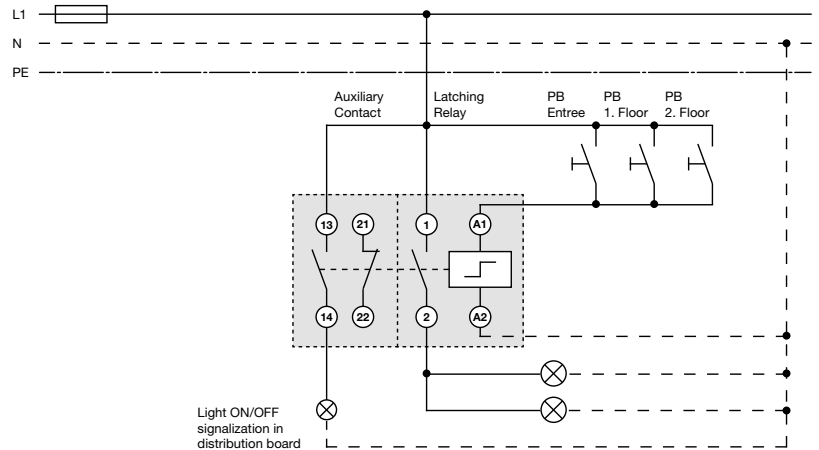 L1
N
PE
Auxiliary
Contact
Latching
Relay
PB
Entree
PB
1. Floor
PB
2. Floor
13
21
1
A1
14
22
2
A2
Light ON/OFF
signalization in
distribution board